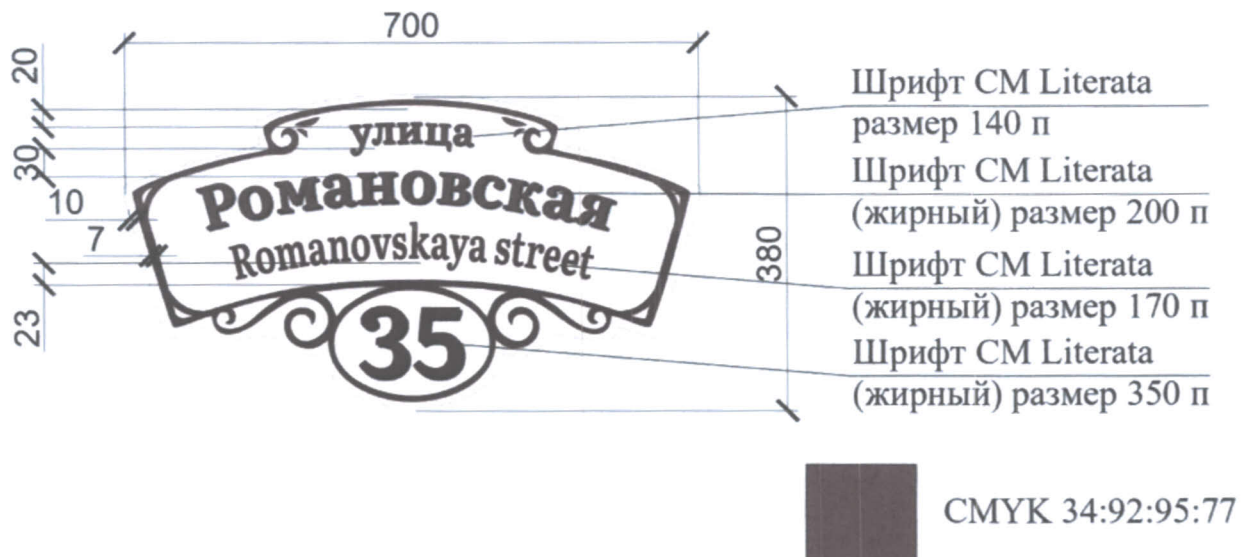 700
20
30
10
7
23
380
улица
Романовская
Romanovskaya street
35
Шрифт CM Literata
размер 140 п
Шрифт CM Literata
(жирный) размер 200 п
Шрифт CM Literata
(жирный) размер 170 п
Шрифт CM Literata
(жирный) размер 350 п
CMYK 34:92:95:77